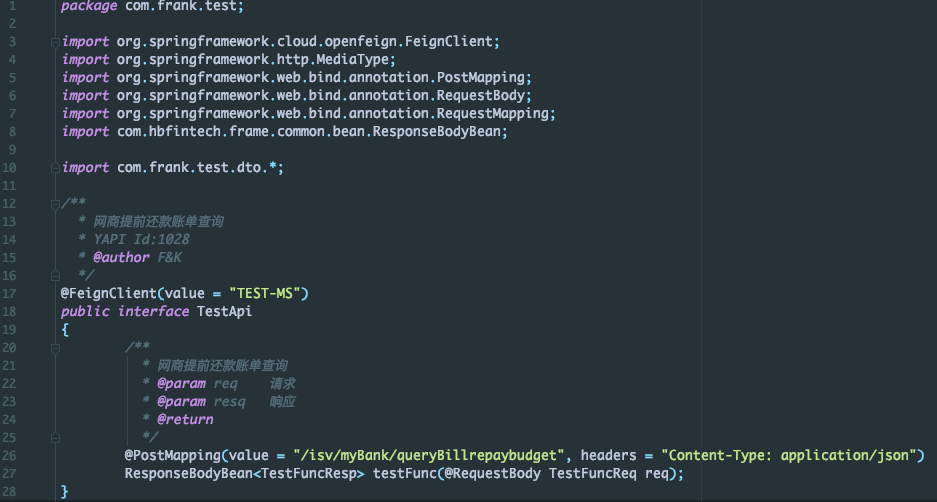 1 package com.frank.test;
2
3 import org.springframework.cloud.openfeign.FeignClient;
4 import org.springframework.http.MediaType;
5 import org.springframework.web.bind.annotation.PostMapping;
6 import org.springframework.web.bind.annotation.RequestBody;
7 import org.springframework.web.bind.annotation.RequestMapping;
8 import com.hbfintech.frame.common.bean.ResponseBodyBean;
9
10 import com.frank.test.dto.*;
11
12 /**
13 * 网商提前还款账单查询
14 * YAPI Id:1028
15 * @author F&K
16 */
17 @FeignClient(value = "TEST-MS")
18 public interface TestApi
19 {
20 /**
21 * 网商提前还款账单查询
22 * @param req 请求
23 * @param resq 响应
24 * @return
25 */
26 @PostMapping(value = "/isv/myBank/queryBillrepaybudget", headers = "Content-Type: application/json")
27 ResponseBodyBean<TestFuncResp> testFunc(@RequestBody TestFuncReq req);
28 }